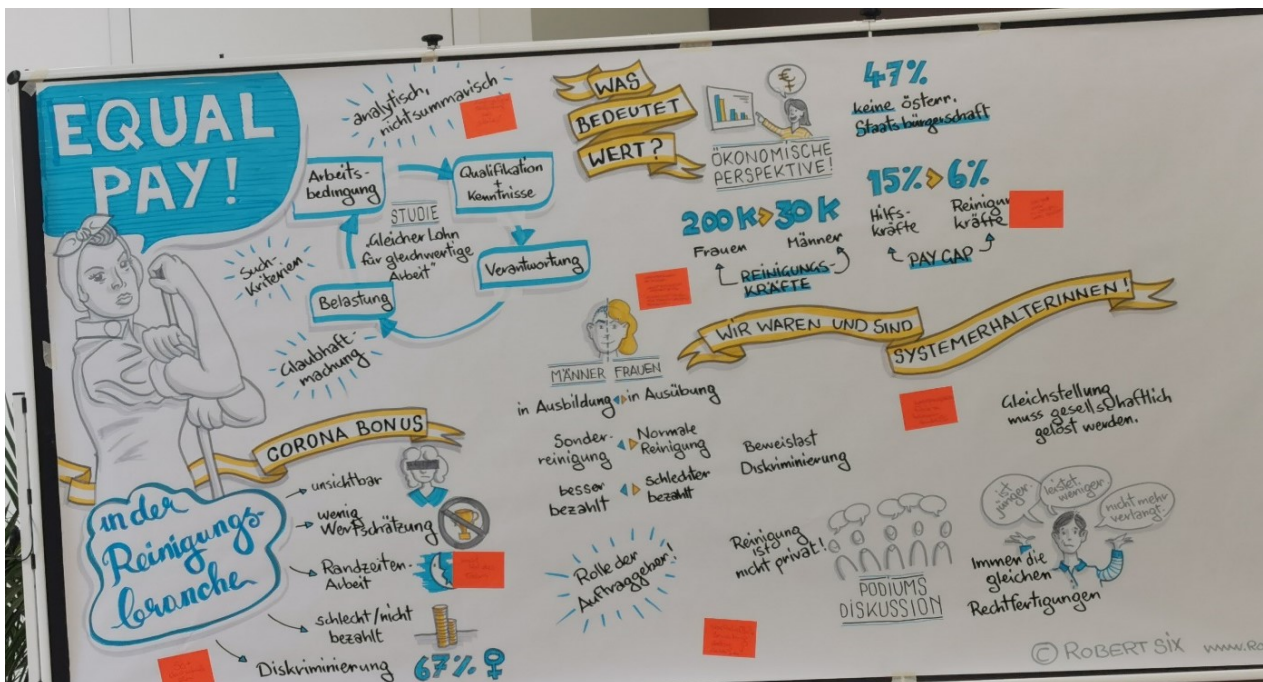 EQUAL
PAY!
in der
Reinigungs-
branche
analytisch,
nicht summarisch
Arbeits-
bedingung
Qualifikation
+
Kenntnisse
Verantwortung
Belastung
STUDIE
„Gleicher Lohn
für gleichwertige
Arbeit"
Such-
Kriterien
Glaubhaft-
machung
CORONA BONUS
unsichtbar
wenig
Wertschätzung
Randzeiten-
Arbeit
schlecht/nicht
bezahlt
Diskriminierung 67% ♀
WAS
BEDEUTET
WERT?
€
ÖKONOMISCHE
PERSPEKTIVE!
47%
keine österr.
Staatsbürgerschaft
200K > 30K
Frauen Männer
REINIGUNGS-
KRÄFTE
15% > 6%
Hilfs-
kräfte
kräfte
PAY GAP
WIR WAREN UND SIND
SYSTEMERHALTERINNEN!
MÄNNER FRAUEN
in Ausbildung in Ausübung
Sonder-
reinigung
Normale
Reinigung
besser
bezahlt
schlechter
bezahlt
Beweislast
Diskriminierung
Gleichstellung
muss gesellschaftlich
gelöst werden.
Rolle der
Auftraggeber!
Reinigung
ist
nicht privat!
PODIUMS
DISKUSSION
ist
jünger.
leistet
weniger.
nicht mehr
verlangt.
Immer die
gleichen
Rechtfertigungen
© ROBERT SIX